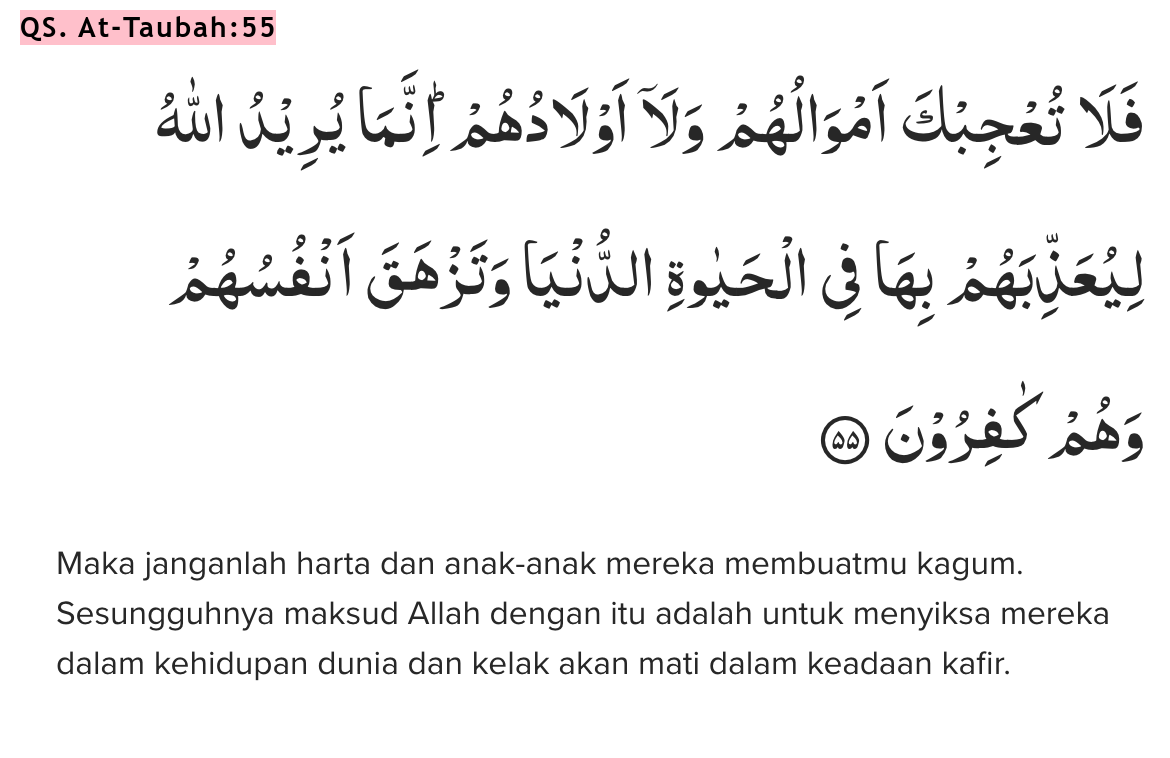 QS. At-Taubah:55
فَلَا تُعْجِبْكَ اَمْوَالُهُمْ وَلَآ اَوْلَادُهُمْ ۗاِنَّمَا يُرِيْدُ اللّٰهُ
لِيُعَذِّبَهُمْ بِهَا فِى الْحَيٰوةِ الدُّنْيَا وَتَزْهَقَ اَنْفُسُهُمْ
وَهُمْ كٰفِرُوْنَ ۝٥٥
Maka janganlah harta dan anak-anak mereka membuatmu kagum.
Sesungguhnya maksud Allah dengan itu adalah untuk menyiksa mereka
dalam kehidupan dunia dan kelak akan mati dalam keadaan kafir.